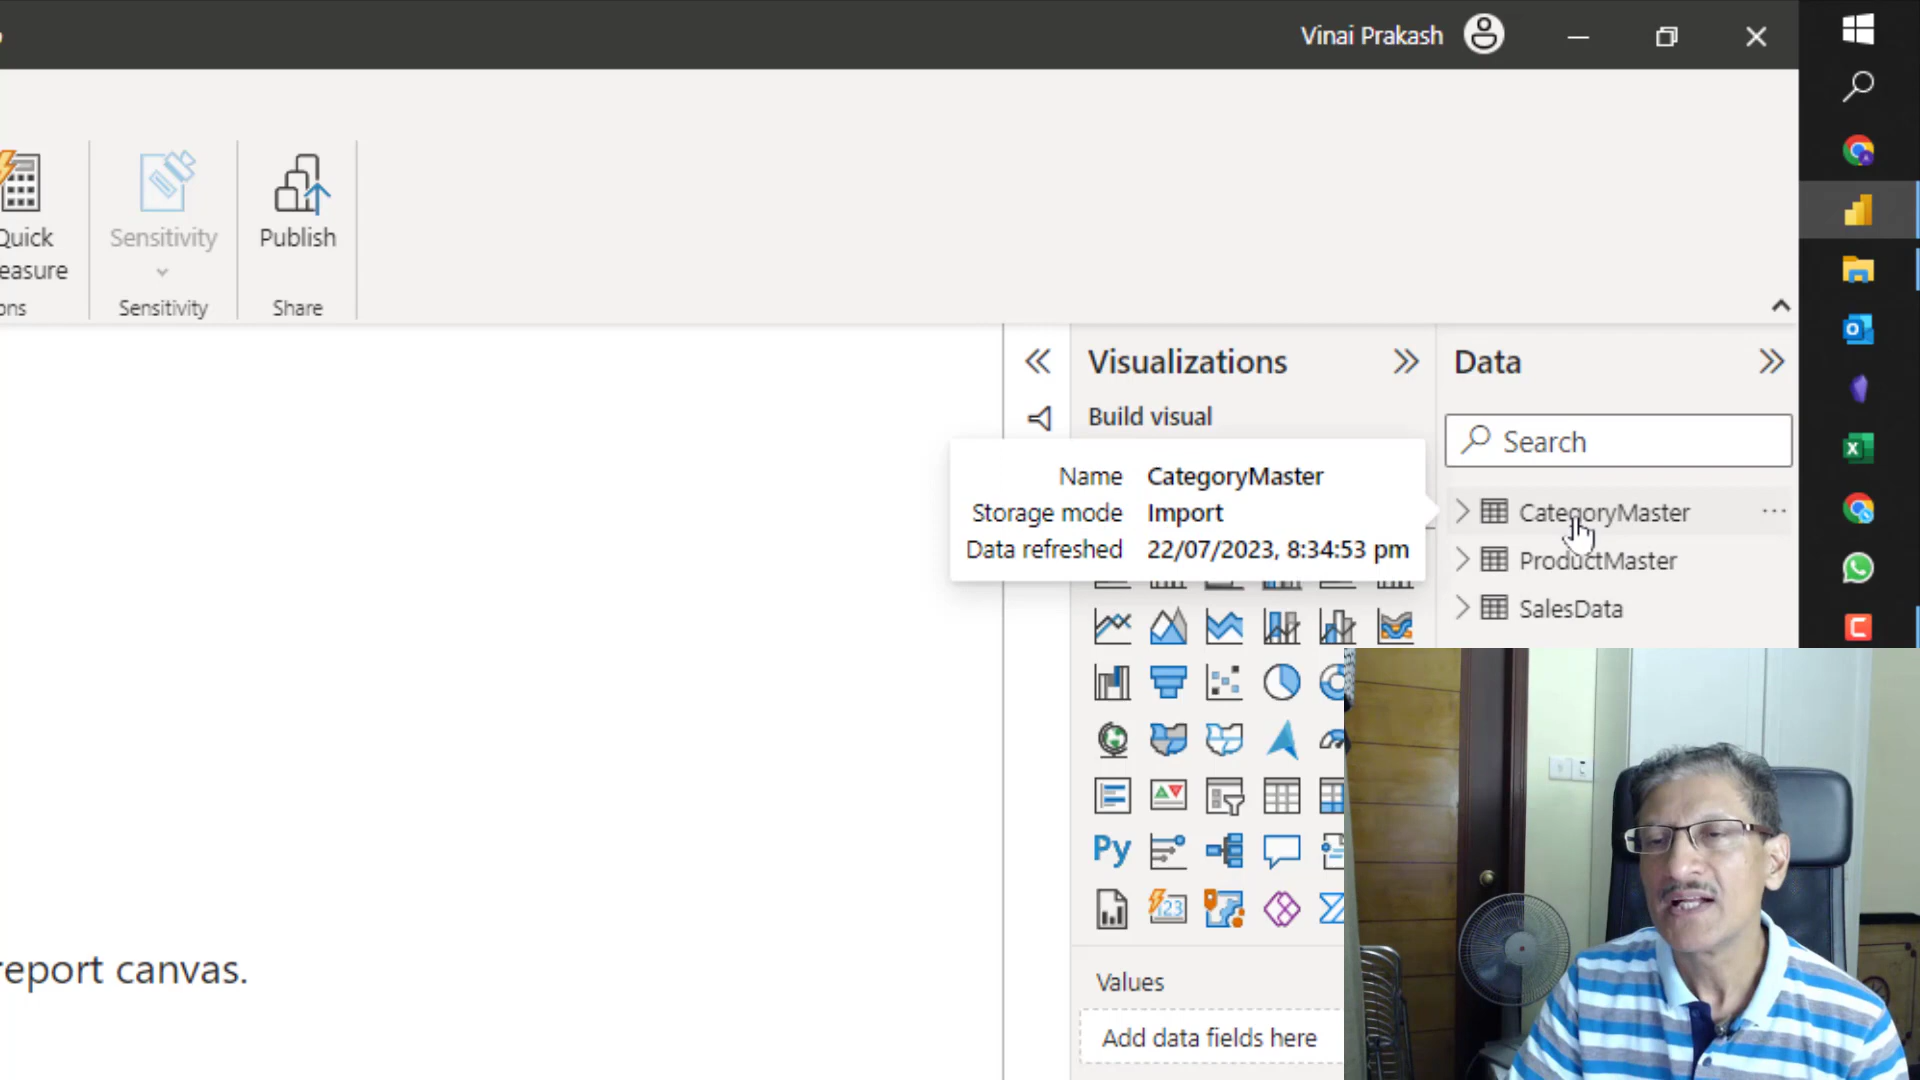 Vinai Prakash
Quick
easure
ons
Sensitivity
Sensitivity
Publish
Share
Visualizations
Build visual
Data
Search
Name CategoryMaster
Storage mode Import
Data refreshed 22/07/2023, 8:34:53 pm
CategoryMaster
ProductMaster
SalesData
Py
123
Values
Add data fields here
report canvas.